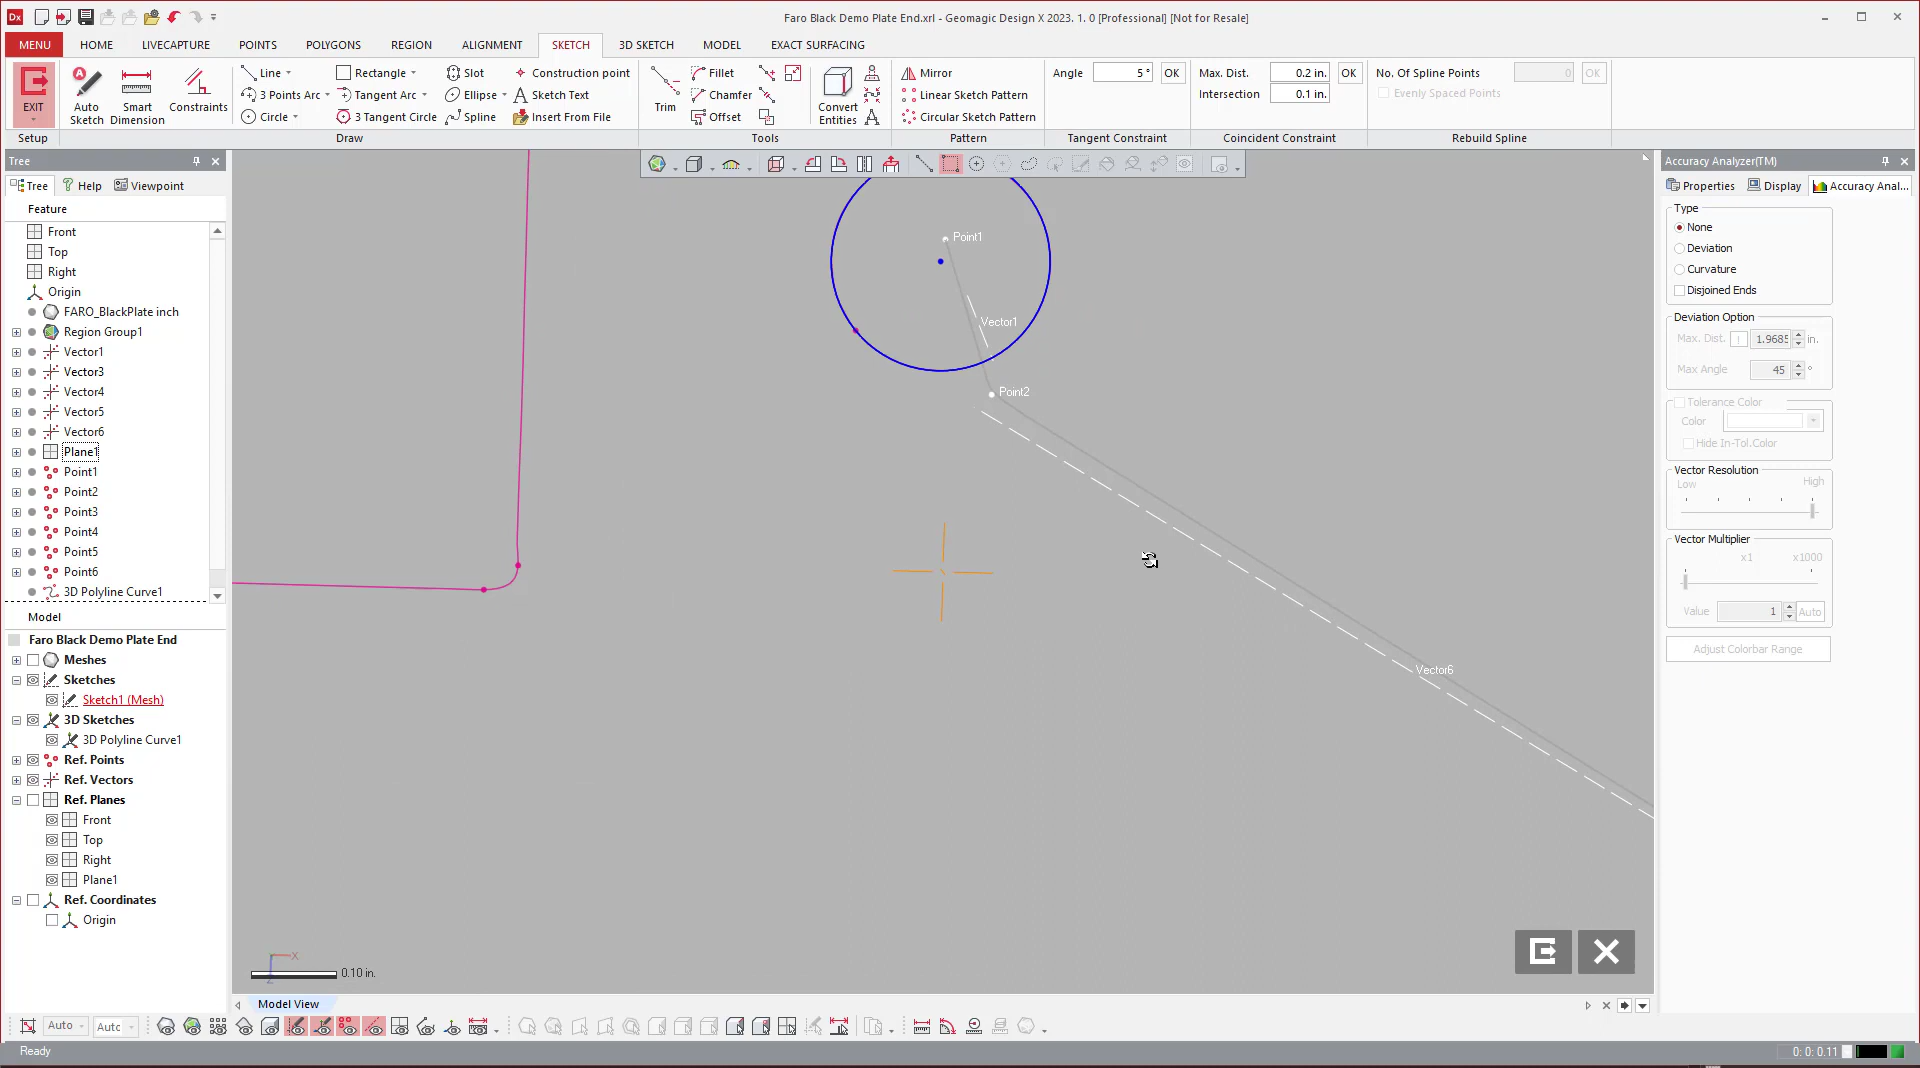 Faro Black Demo Plate End.xrl - Geomagic Design X 2023. 1. 0 [Professional] [Not for Resale]
MENU HOME LIVECAPTURE POINTS POLYGONS REGION ALIGNMENT SKETCH 3D SKETCH MODEL EXACT SURFACING
Line Rectangle Slot Construction point Fillet Mirror Angle 5 ° OK Max. Dist. 0.2 in. OK No. Of Spline Points 0 OK
3 Points Arc Tangent Arc Ellipse Sketch Text Chamfer Linear Sketch Pattern Intersection 0.1 in. Evenly Spaced Points
EXIT Auto Sketch Smart Dimension Constraints Trim Convert Entities
Circle 3 Tangent Circle Spline Insert From File Offset Circular Sketch Pattern
Setup Draw Tools Pattern Tangent Constraint Coincident Constraint Rebuild Spline
Tree
Tree Help Viewpoint
Feature
Front
Top
Right
Origin
FARO_BlackPlate inch
Region Group1
Vector1
Vector3
Vector4
Vector5
Vector6
Plane1
Point1
Point2
Point3
Point4
Point5
Point6
3D Polyline Curve1
Model
Faro Black Demo Plate End
Meshes
Sketches
Sketch1 (Mesh)
3D Sketches
3D Polyline Curve1
Ref. Points
Ref. Vectors
Ref. Planes
Front
Top
Right
Plane1
Ref. Coordinates
Origin
Point1
Vector1
Point2
Vector6
X
0.10 in.
Model View
Accuracy Analyzer(TM)
Properties Display Accuracy Anal...
Type
None
Deviation
Curvature
Disjoined Ends
Deviation Option
Max. Dist. ! 1.9685 in.
Max Angle 45 °
Tolerance Color
Color
Hide In-Tol.Color
Vector Resolution
Low High
Vector Multiplier
x1 x1000
Value 1 Auto
Adjust Colorbar Range
Auto Auto
Ready
0: 0: 0.11